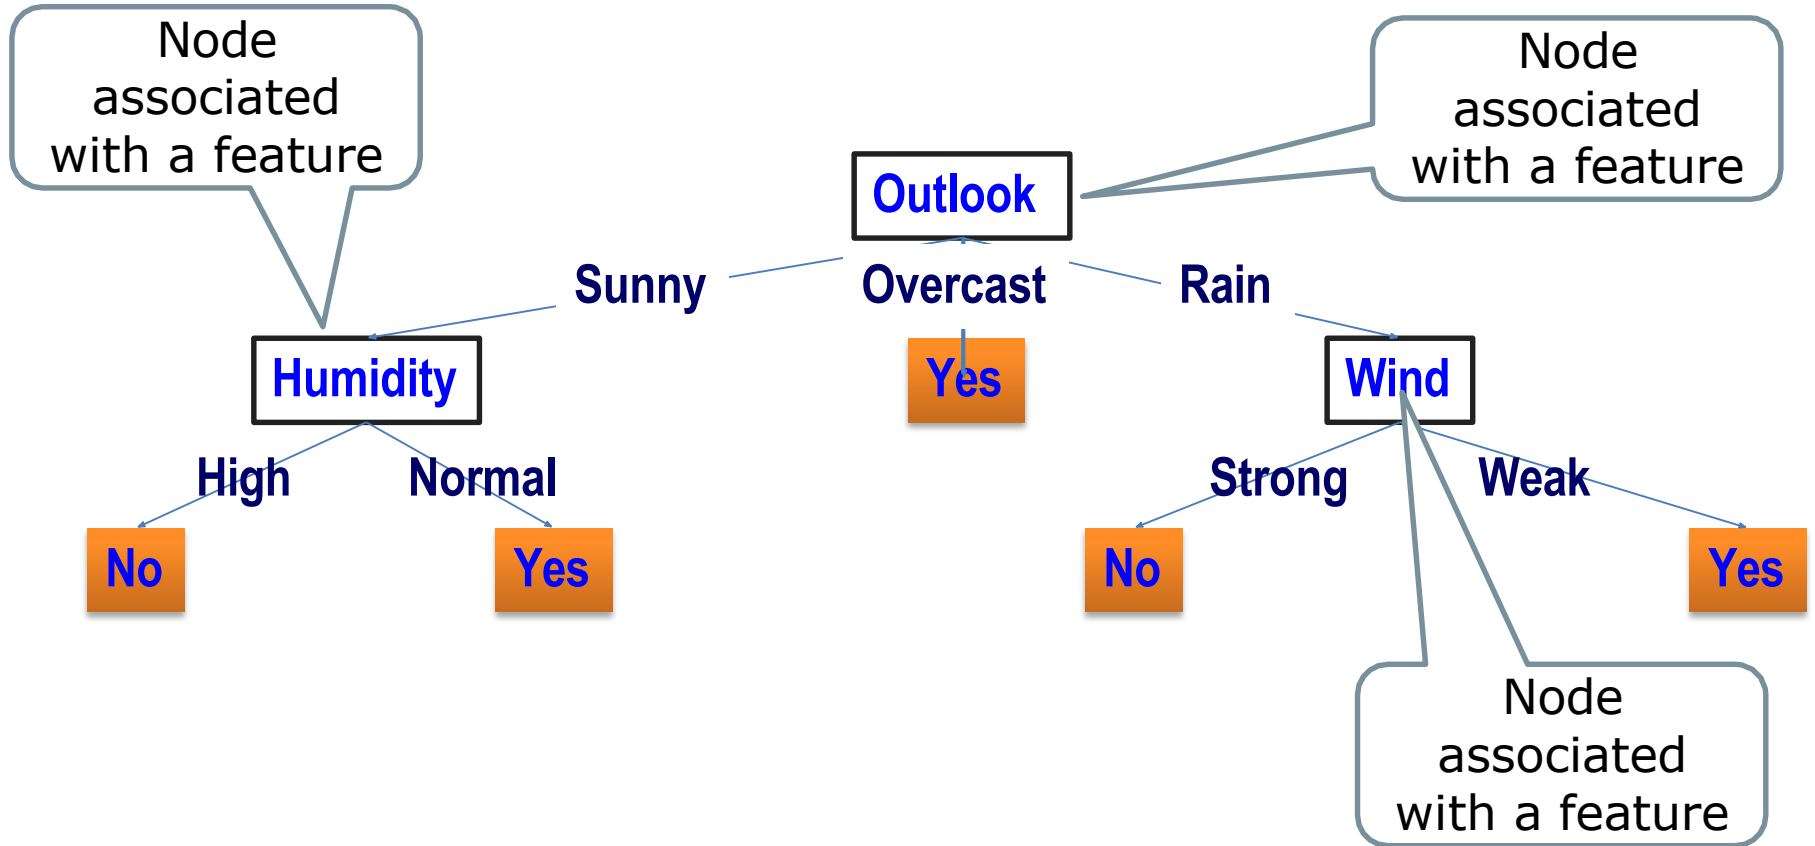 Node
associated
with a feature
Node
associated
with a feature
Outlook
Sunny
Overcast
Rain
Humidity
Yes
Wind
High
Normal
Strong
Weak
No
Yes
No
Yes
Node
associated
with a feature